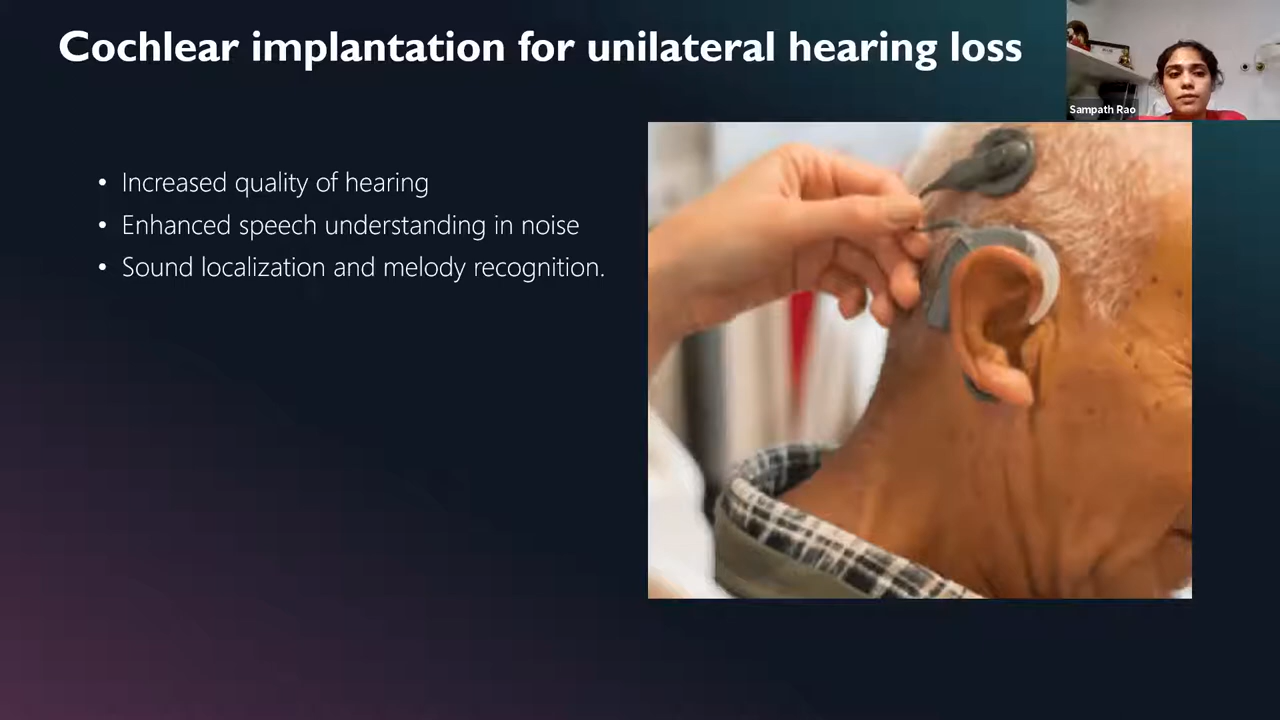 Cochlear implantation for unilateral hearing loss
Sampath Rao
• Increased quality of hearing
• Enhanced speech understanding in noise
• Sound localization and melody recognition.